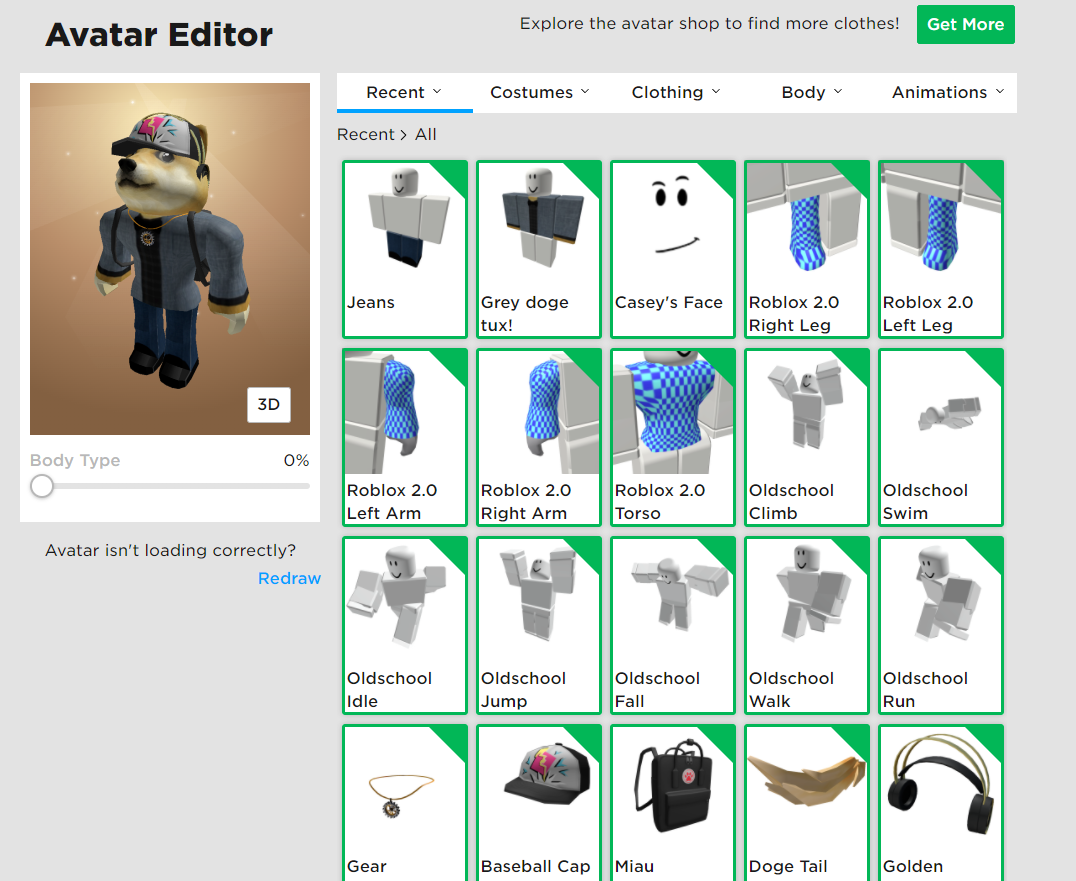 Avatar Editor
Explore the avatar shop to find more clothes!
Get More
Recent
Costumes
Clothing
Body
Animations
Recent > All
3D
Body Type 0%
Avatar isn't loading correctly?
Redraw
Jeans
Grey doge
tux!
Casey's Face
Roblox 2.0
Right Leg
Roblox 2.0
Left Leg
Roblox 2.0
Left Arm
Roblox 2.0
Right Arm
Roblox 2.0
Torso
Oldschool
Climb
Oldschool
Swim
Oldschool
Idle
Oldschool
Jump
Oldschool
Fall
Oldschool
Walk
Oldschool
Run
Gear
Baseball Cap
Miau
Doge Tail
Golden